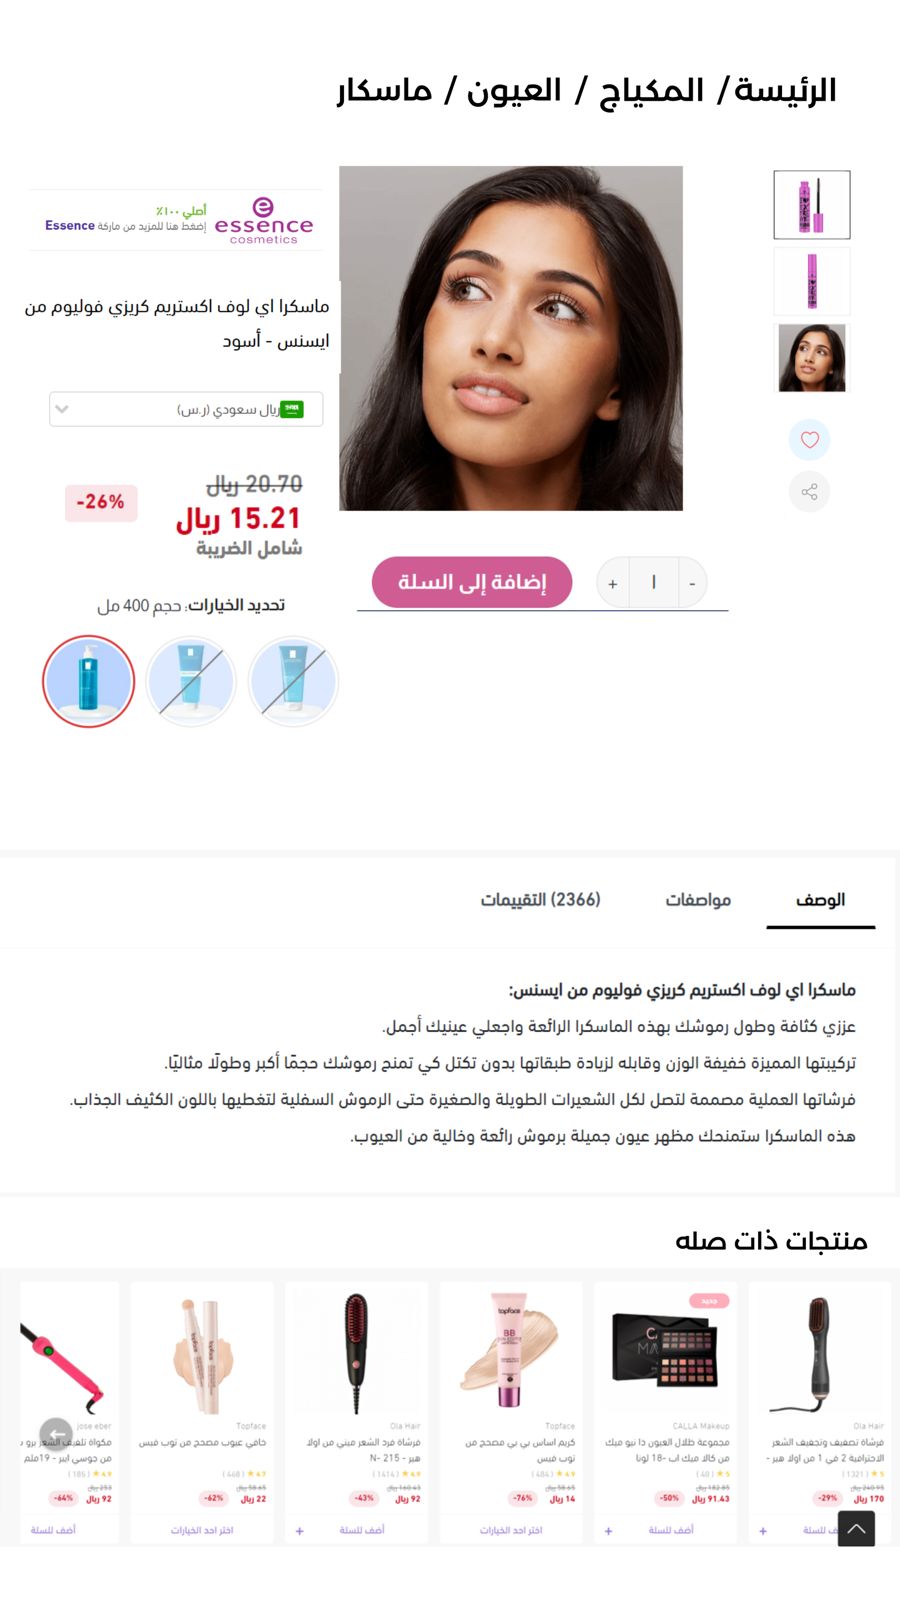 الرئيسة / المكياج / العيون / ماسكار
essence
cosmetics
أصلي ١٠٠٪
إضغط هنا للمزيد من ماركة Essence
ماسكرا اي لوف اكستريم كريزي فوليوم من
ايسنس - أسود
ريال سعودي (ر.س)
20.70 ريال
-26%
15.21 ريال
شامل الضريبة
- ا +
إضافة إلى السلة
تحديد الخيارات: حجم 400 مل
الوصف
مواصفات
(2366) التقييمات
ماسكرا اي لوف اكستريم كريزي فوليوم من ايسنس:
عززي كثافة وطول رموشك بهذه الماسكرا الرائعة واجعلي عينيك أجمل.
تركيبتها المميزة خفيفة الوزن وقابله لزيادة طبقاتها بدون تكتل كي تمنح رموشك حجمًا أكبر وطولًا مثاليًا.
فرشاتها العملية مصممة لتصل لكل الشعيرات الطويلة والصغيرة حتى الرموش السفلية لتغطيها باللون الكثيف الجذاب.
هذه الماسكرا ستمنحك مظهر عيون جميلة برموش رائعة وخالية من العيوب.
منتجات ذات صله
Ola Hair
فرشاة تصفيف وتجفيف الشعر
الاحترافية 2 في 1 من اولا هير -
5 (1321)
240.95 ريال
170 ريال
-29%
أضف للسلة +
جديد
CALLA Makeup
مجموعة ظلال العيون ذا نيو ميك
من كالا ميك اب -18 لونا
5 (40)
182.85 ريال
91.43 ريال
-50%
أضف للسلة +
topface
BB
Topface
كريم اساس بي بي مصحح من
توب فيس
4.9 (484)
58.65 ريال
14 ريال
-76%
اختر احد الخيارات
Ola Hair
فرشاة فرد الشعر ميني من اولا
هير - N- 215
4.9 (1414)
160.43 ريال
92 ريال
-43%
أضف للسلة +
Topface
خافي عيوب مصحح من توب فيس
4.7 (468)
58.65 ريال
22 ريال
-62%
اختر احد الخيارات
jose eber
مكواة تلفيف الشعر برو
من جوسي ايبر - 19ملم
4.9 (185)
253 ريال
92 ريال
-64%
أضف للسلة